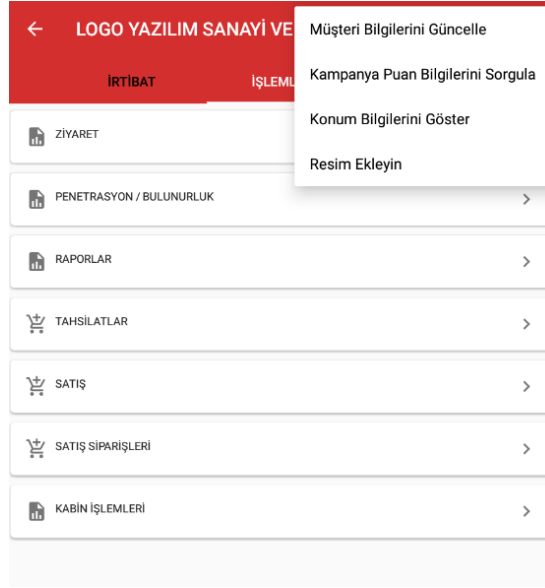 LOGO YAZILIM SANAYİ VE
Müşteri Bilgilerini Güncelle
Kampanya Puan Bilgilerini Sorgula
Konum Bilgilerini Göster
Resim Ekleyin
İRTİBAT
İŞLEML
ZİYARET
PENETRASYON / BULUNURLUK
RAPORLAR
TAHSİLATLAR
SATIŞ
SATIŞ SİPARİŞLERİ
KABİN İŞLEMLERİ